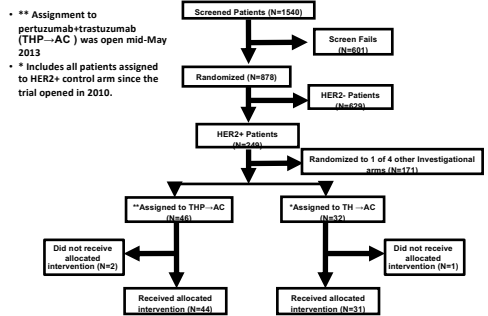 • ** Assignment to
pertuzumab+trastuzumab
(THP→AC ) was open mid-May
2013
• * Includes all patients assigned
to HER2+ control arm since the
trial opened in 2010.
Screened Patients (N=1540)
Screen Fails
(N=601)
Randomized (N=878)
HER2- Patients
(N=629)
HER2+ Patients
(N=249)
Randomized to 1 of 4 other Investigational
arms (N=171)
**Assigned to THP→AC
(N=46)
*Assigned to TH →AC
(N=32)
Did not receive
allocated
intervention (N=2)
Did not receive
allocated
intervention (N=1)
Received allocated
intervention (N=44)
Received allocated
intervention (N=31)